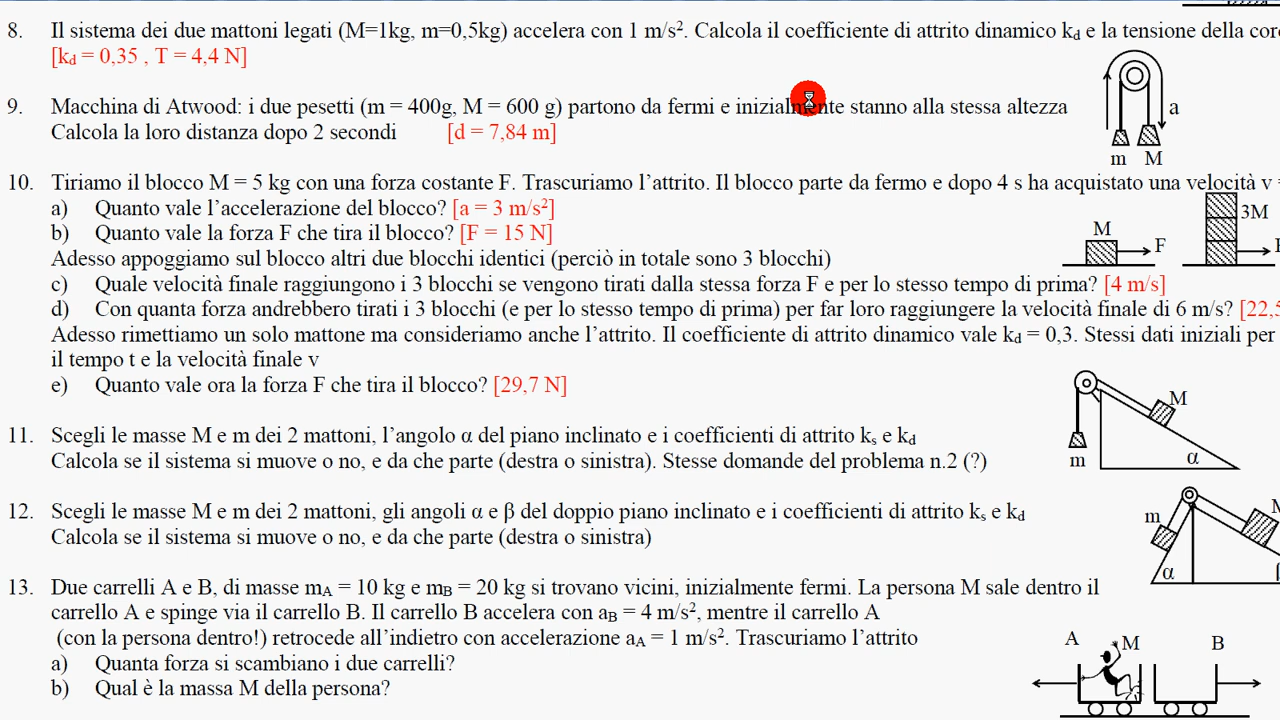 8. Il sistema dei due mattoni legati (M=1kg, m=0,5kg) accelera con 1 m/s². Calcola il coefficiente di attrito dinamico kd e la tensione della
[kd = 0,35 , T = 4,4 N]
9. Macchina di Atwood: i due pesetti (m = 400g, M = 600 g) partono da fermi e inizialmente stanno alla stessa altezza
Calcola la loro distanza dopo 2 secondi [d = 7,84 m]
a
m M
10. Tiriamo il blocco M = 5 kg con una forza costante F. Trascuriamo l'attrito. Il blocco parte da fermo e dopo 4 s ha acquistato una velocità v
a) Quanto vale l'accelerazione del blocco? [a = 3 m/s²]
b) Quanto vale la forza F che tira il blocco? [F = 15 N]
M F 3M
Adesso appoggiamo sul blocco altri due blocchi identici (perciò in totale sono 3 blocchi)
c) Quale velocità finale raggiungono i 3 blocchi se vengono tirati dalla stessa forza F e per lo stesso tempo di prima? [4 m/s]
d) Con quanta forza andrebbero tirati i 3 blocchi (e per lo stesso tempo di prima) per far loro raggiungere la velocità finale di 6 m/s? [22,5
Adesso rimettiamo un solo mattone ma consideriamo anche l'attrito. Il coefficiente di attrito dinamico vale kd = 0,3. Stessi dati iniziali per
il tempo t e la velocità finale v
e) Quanto vale ora la forza F che tira il blocco? [29,7 N]
11. Scegli le masse M e m dei 2 mattoni, l'angolo α del piano inclinato e i coefficienti di attrito ks e kd
Calcola se il sistema si muove o no, e da che parte (destra o sinistra). Stesse domande del problema n.2 (?)
M
m α
12. Scegli le masse M e m dei 2 mattoni, gli angoli α e β del doppio piano inclinato e i coefficienti di attrito ks e kd
Calcola se il sistema si muove o no, e da che parte (destra o sinistra)
m
α
13. Due carrelli A e B, di masse mA = 10 kg e mB = 20 kg si trovano vicini, inizialmente fermi. La persona M sale dentro il
carrello A e spinge via il carrello B. Il carrello B accelera con aB = 4 m/s², mentre il carrello A
(con la persona dentro!) retrocede all'indietro con accelerazione aA = 1 m/s². Trascuriamo l'attrito
a) Quanta forza si scambiano i due carrelli?
b) Qual è la massa M della persona?
A M B